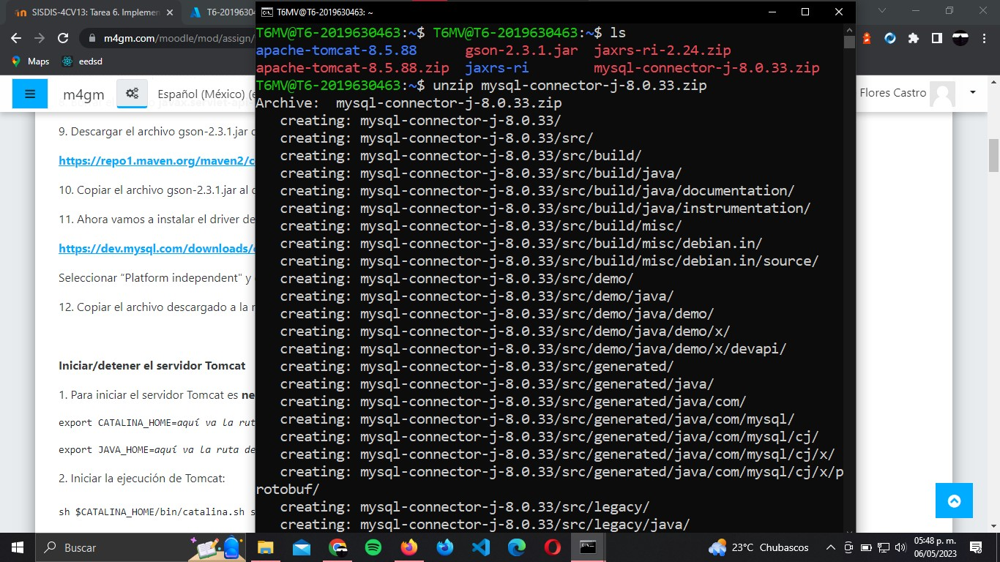 SISDIS-4CV13: Tarea 6. Implemen
T6-2019630463
m4gm.com/moodle/mod/assign/
Maps
eedsd
m4gm
Español (México) (e
Flores Castro
9. Descargar el archivo gson-2.3.1.jar
https://repo1.maven.org/maven2/c
10. Copiar el archivo gson-2.3.1.jar al
11. Ahora vamos a instalar el driver de
https://dev.mysql.com/downloads/
Seleccionar “Platform independent“ y
12. Copiar el archivo descargado a la
Iniciar/detener el servidor Tomcat
1. Para iniciar el servidor Tomcat es ne
export CATALINA_HOME=aquí va la rut
export JAVA_HOME=aquí va la ruta de
2. Iniciar la ejecución de Tomcat:
sh $CATALINA_HOME/bin/catalina.sh s
T6MV@T6-2019630463: ~
T6MV@T6-2019630463:~$ T6MV@T6-2019630463:~$ ls
apache-tomcat-8.5.88 gson-2.3.1.jar jaxrs-ri-2.24.zip
apache-tomcat-8.5.88.zip jaxrs-ri mysql-connector-j-8.0.33.zip
T6MV@T6-2019630463:~$ unzip mysql-connector-j-8.0.33.zip
Archive: mysql-connector-j-8.0.33.zip
creating: mysql-connector-j-8.0.33/
creating: mysql-connector-j-8.0.33/src/
creating: mysql-connector-j-8.0.33/src/build/
creating: mysql-connector-j-8.0.33/src/build/java/
creating: mysql-connector-j-8.0.33/src/build/java/documentation/
creating: mysql-connector-j-8.0.33/src/build/java/instrumentation/
creating: mysql-connector-j-8.0.33/src/build/misc/
creating: mysql-connector-j-8.0.33/src/build/misc/debian.in/
creating: mysql-connector-j-8.0.33/src/build/misc/debian.in/source/
creating: mysql-connector-j-8.0.33/src/demo/
creating: mysql-connector-j-8.0.33/src/demo/java/
creating: mysql-connector-j-8.0.33/src/demo/java/demo/
creating: mysql-connector-j-8.0.33/src/demo/java/demo/x/
creating: mysql-connector-j-8.0.33/src/demo/java/demo/x/devapi/
creating: mysql-connector-j-8.0.33/src/generated/
creating: mysql-connector-j-8.0.33/src/generated/java/
creating: mysql-connector-j-8.0.33/src/generated/java/com/
creating: mysql-connector-j-8.0.33/src/generated/java/com/mysql/
creating: mysql-connector-j-8.0.33/src/generated/java/com/mysql/cj/
creating: mysql-connector-j-8.0.33/src/generated/java/com/mysql/cj/x/
creating: mysql-connector-j-8.0.33/src/generated/java/com/mysql/cj/x/p
rotobuf/
creating: mysql-connector-j-8.0.33/src/legacy/
creating: mysql-connector-j-8.0.33/src/legacy/java/
Buscar
23°C Chubascos
05:48 p. m.
06/05/2023